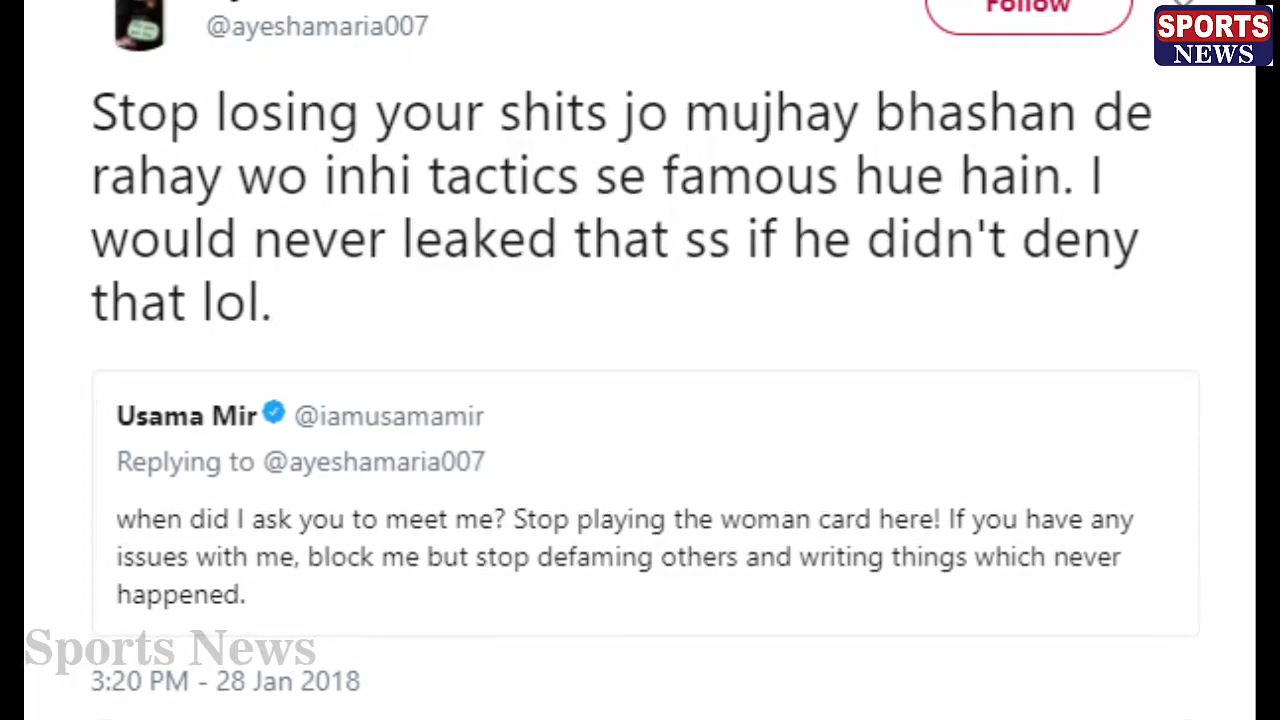 @ayeshamaria007
Follow
SPORTS
NEWS
Stop losing your shits jo mujhay bhashan de
rahay wo inhi tactics se famous hue hain. I
would never leaked that ss if he didn't deny
that lol.
Usama Mir @iamusamamir
Replying to @ayeshamaria007
when did I ask you to meet me? Stop playing the woman card here! If you have any
issues with me, block me but stop defaming others and writing things which never
happened.
Sports News
3:20 PM - 28 Jan 2018